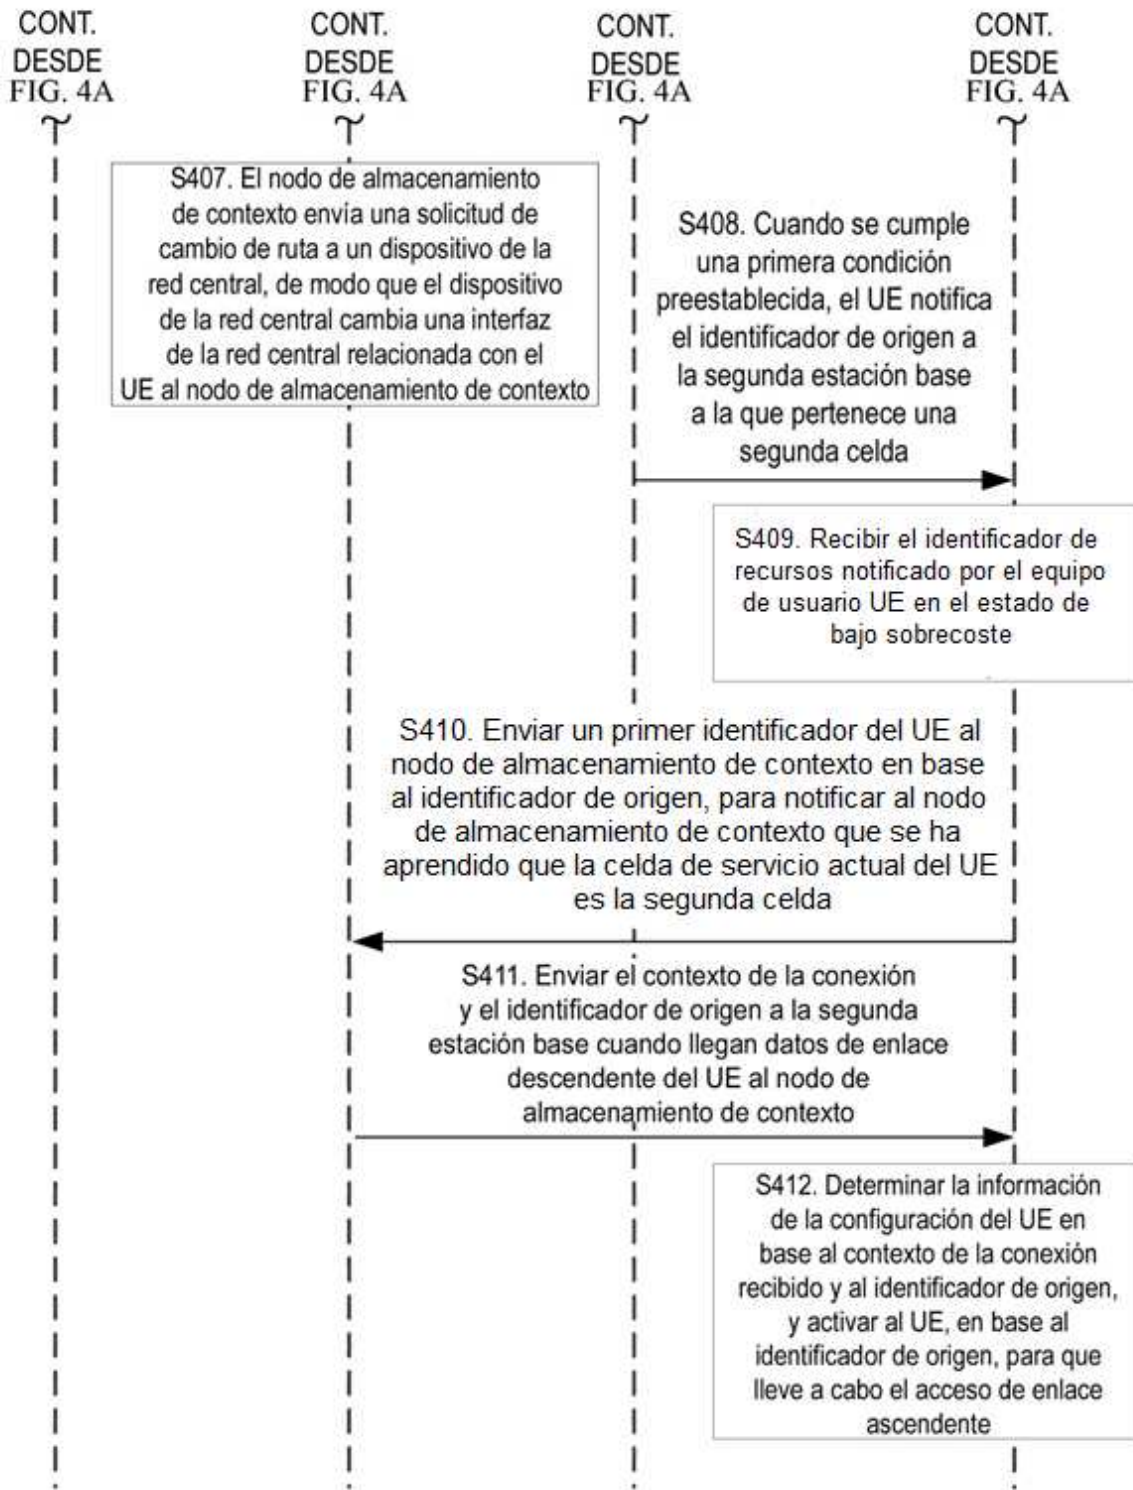 CONT.
DESDE
FIG. 4A
CONT.
DESDE
FIG. 4A
CONT.
DESDE
FIG. 4A
CONT.
DESDE
FIG. 4A
S407. El nodo de almacenamiento
de contexto envía una solicitud de
cambio de ruta a un dispositivo de la
red central, de modo que el dispositivo
de la red central cambia una interfaz
de la red central relacionada con el
UE al nodo de almacenamiento de contexto
S408. Cuando se cumple
una primera condición
preestablecida, el UE notifica
el identificador de origen a
la segunda estación base
a la que pertenece una
segunda celda
S409. Recibir el identificador de
recursos notificado por el equipo
de usuario UE en el estado de
bajo sobrecoste
S410. Enviar un primer identificador del UE al
nodo de almacenamiento de contexto en base
al identificador de origen, para notificar al nodo
de almacenamiento de contexto que se ha
aprendido que la celda de servicio actual del UE
es la segunda celda
S411. Enviar el contexto de la conexión
y el identificador de origen a la segunda
estación base cuando llegan datos de enlace
descendente del UE al nodo de
almacenamiento de contexto
S412. Determinar la información
de la configuración del UE en
base al contexto de la conexión
recibido y al identificador de origen,
y activar al UE, en base al
identificador de origen, para que
lleve a cabo el acceso de enlace
ascendente